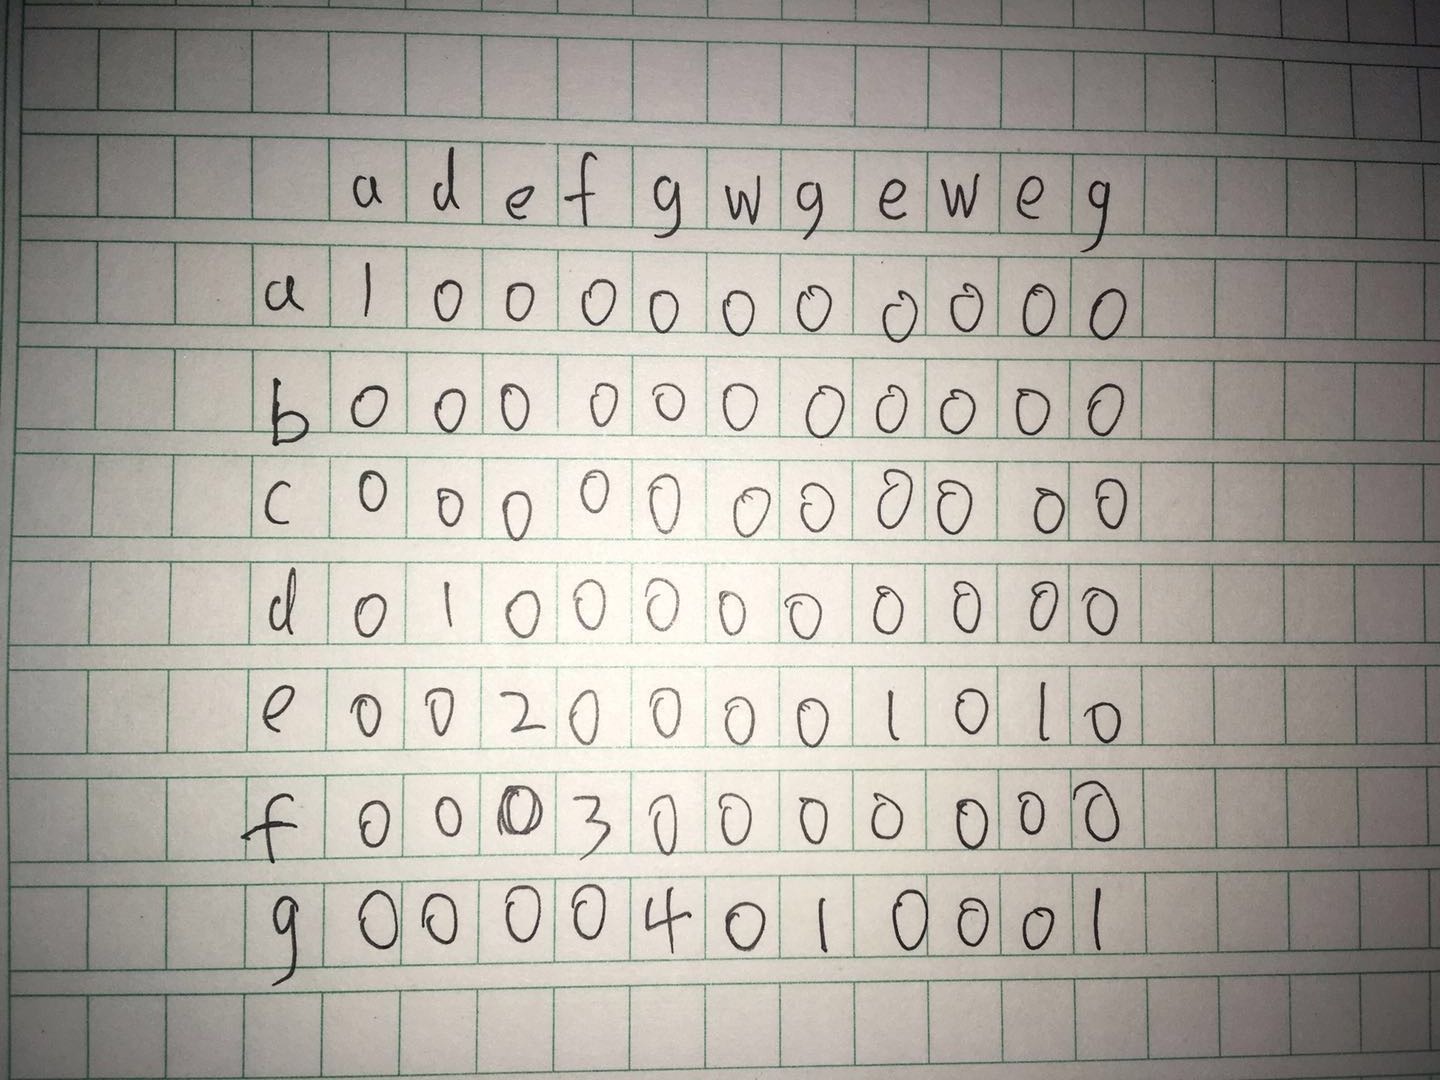 a d e f g w g e w e g
a 1 0 0 0 0 0 0 0 0 0 0
b 0 0 0 0 0 0 0 0 0 0 0
c 0 0 0 0 0 0 0 0 0 0 0
d 0 1 0 0 0 0 0 0 0 0 0
e 0 0 2 0 0 0 0 1 0 1 0
f 0 0 0 3 0 0 0 0 0 0 0
g 0 0 0 0 4 0 1 0 0 0 1